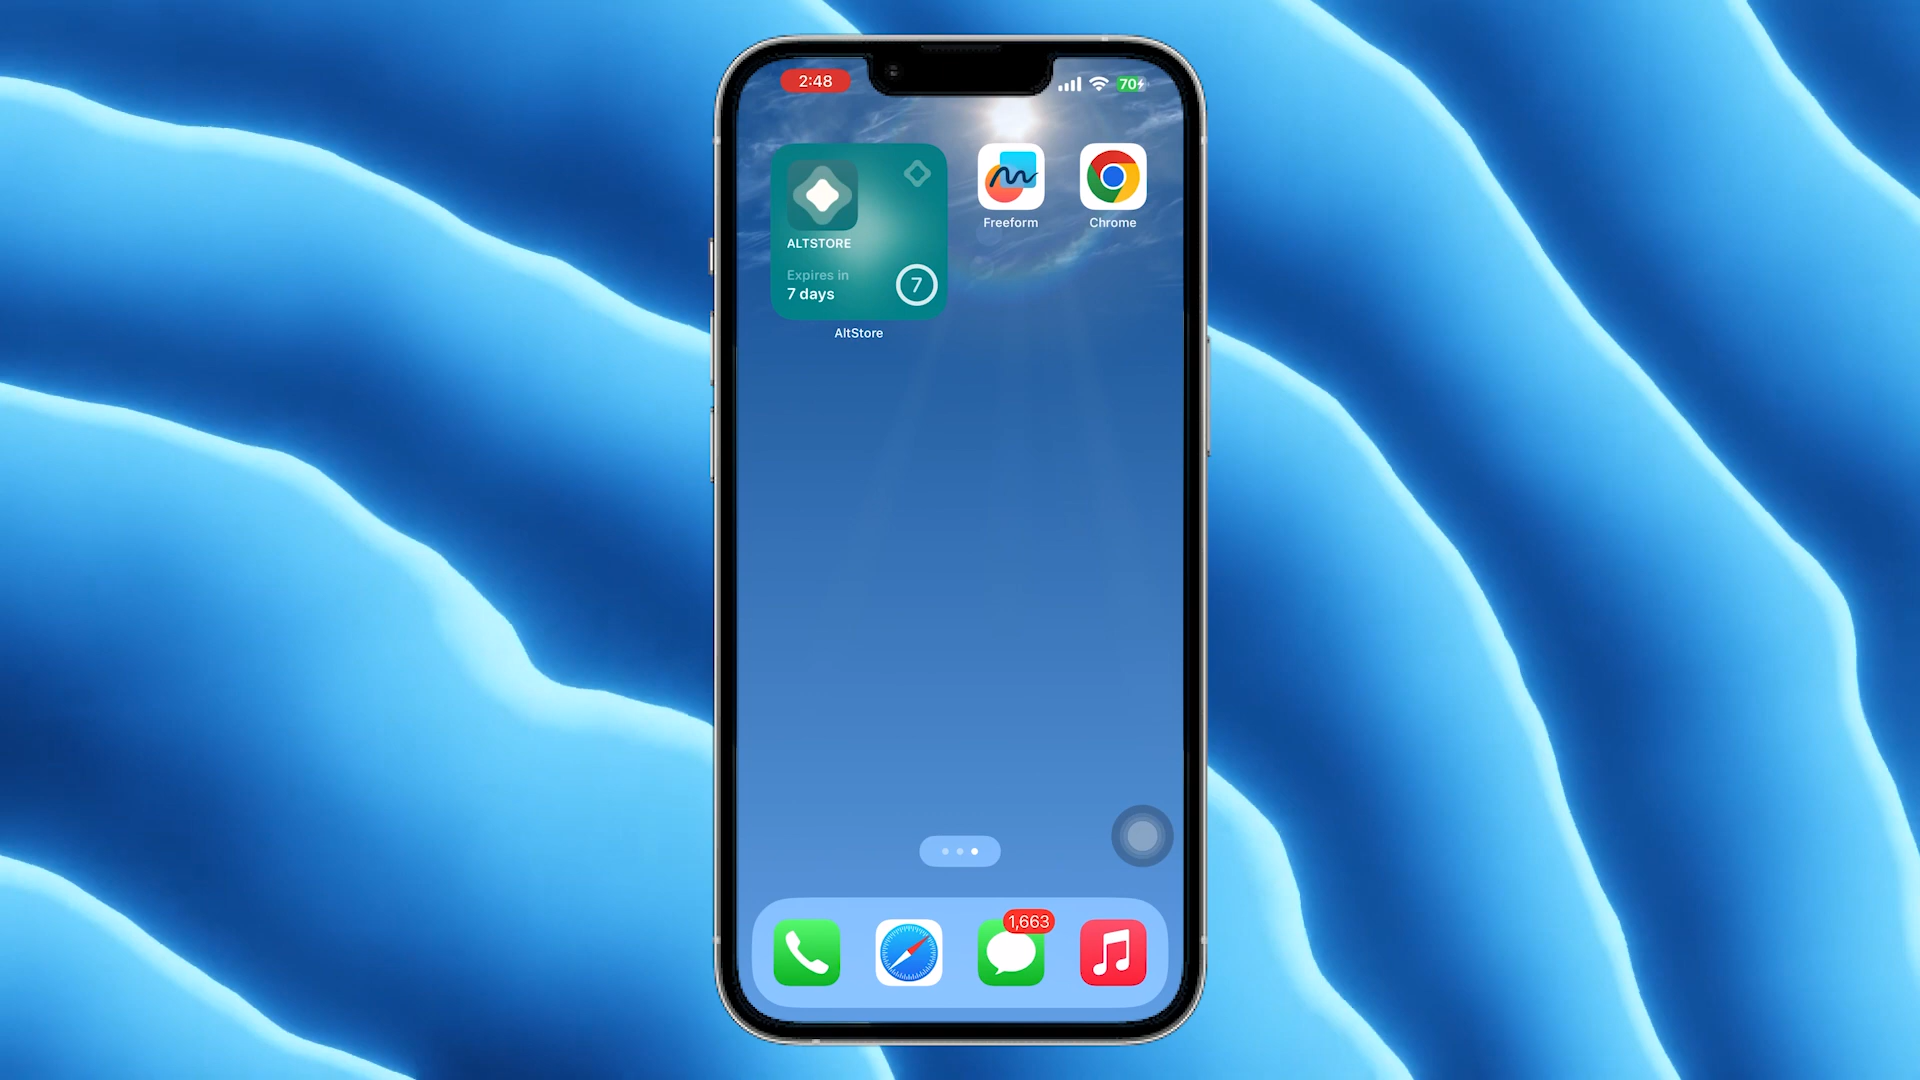 2:48
70
ALTSTORE
Expires in
7 days
7
AltStore
Freeform
Chrome
1,663